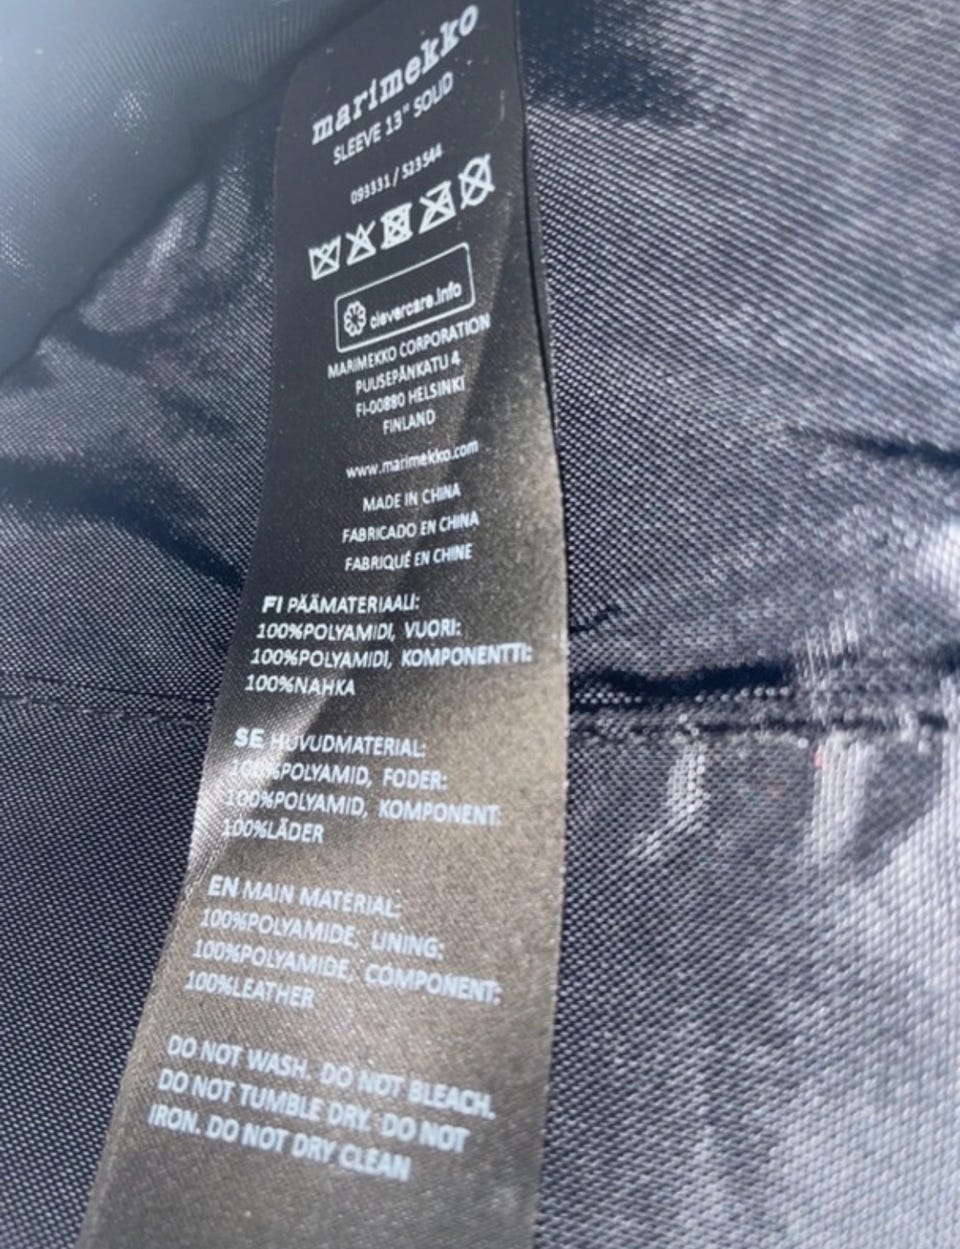 marimekko
SLEEVE 13" SOLID
093331 / 523544
clevercare.info
MARIMEKKO CORPORATION
PUUSEPÄNKATU 4
FI-00880 HELSINKI
FINLAND
www.marimekko.com
MADE IN CHINA
FABRICADO EN CHINA
FABRIQUÉ EN CHINE
FI PÄÄMATERIAALI:
100%POLYAMIDI, VUORI:
100%POLYAMIDI, KOMPONENTTI:
100%NAHKA
SE HUVUDMATERIAL:
100%POLYAMID, FODER:
100%POLYAMID, KOMPONENT:
100%LÄDER
EN MAIN MATERIAL:
100%POLYAMIDE, LINING:
100%POLYAMIDE, COMPONENT:
100%LEATHER
DO NOT WASH. DO NOT BLEACH.
DO NOT TUMBLE DRY. DO NOT
IRON. DO NOT DRY CLEAN